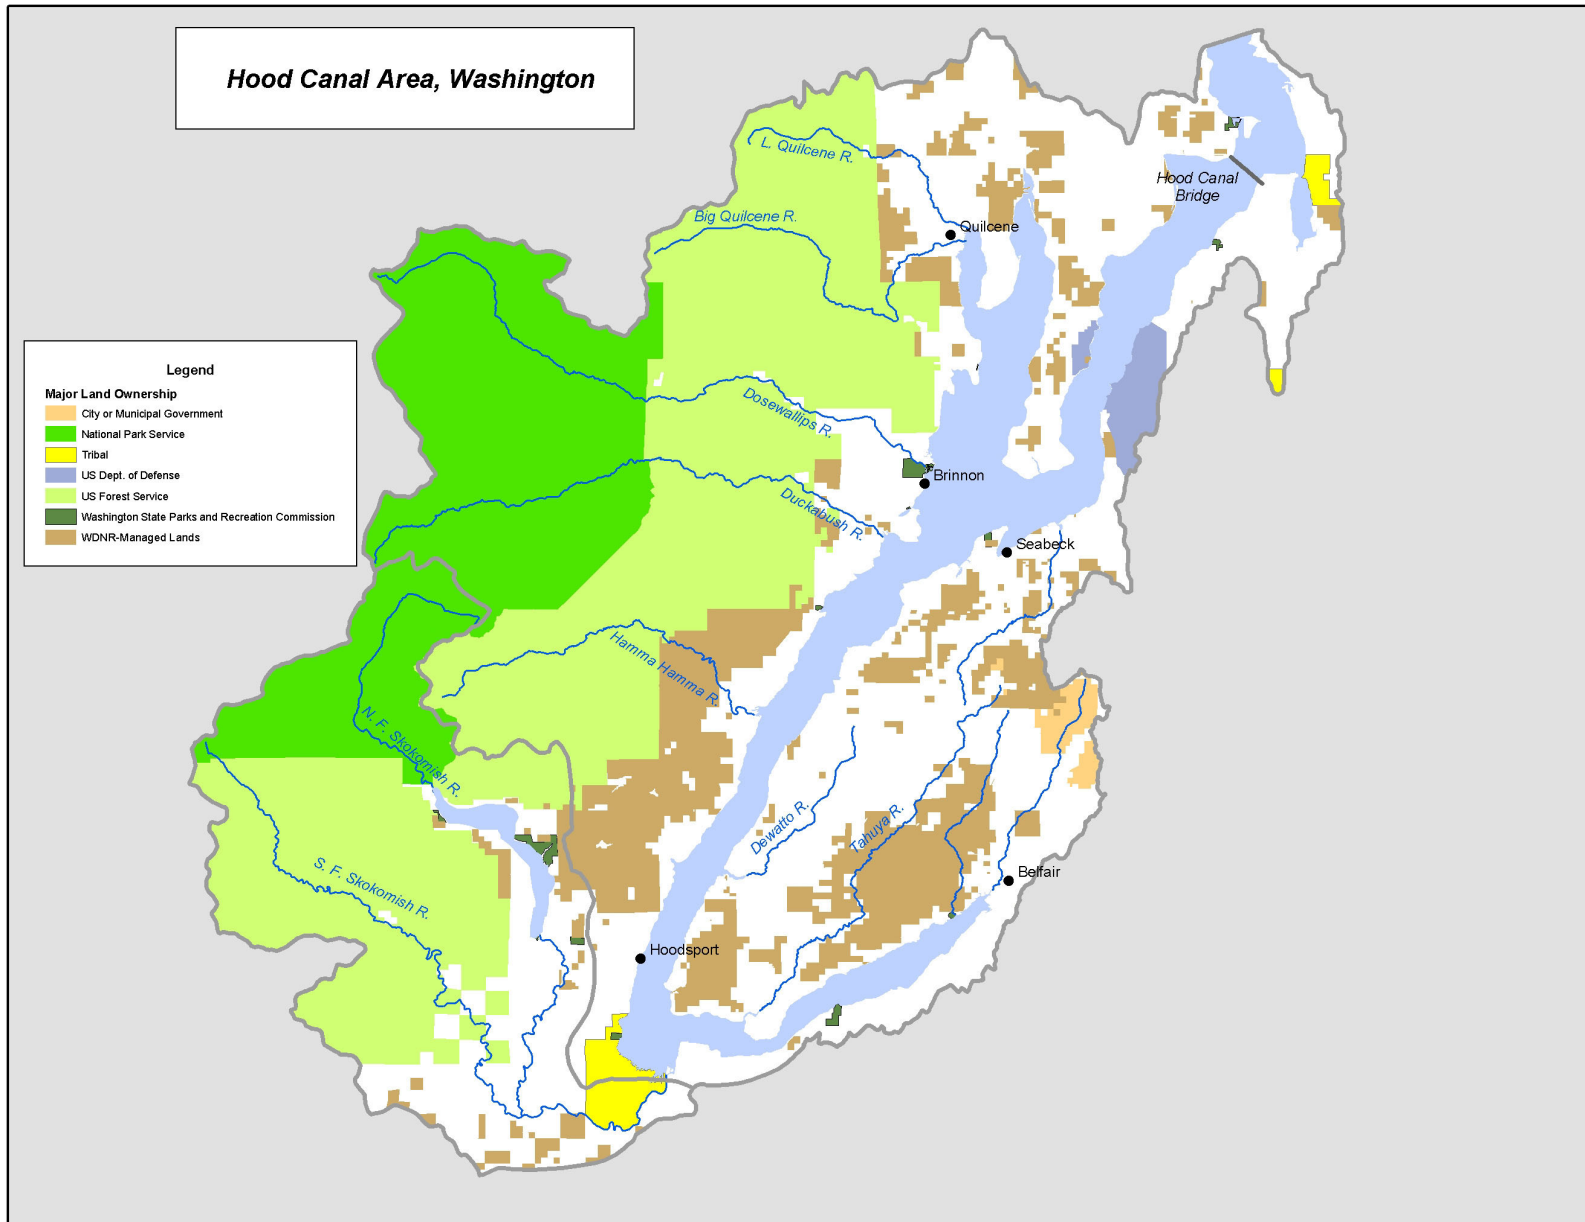 Hood Canal Area, Washington
L. Quilcene R.
Hood Canal
Bridge
Big Quilcene R.
Quilcene
Legend
Major Land Ownership
City or Municipal Government
National Park Service
Tribal
US Dept. of Defense
US Forest Service
Washington State Parks and Recreation Commission
WDNR-Managed Lands
Dosewallips R.
Brinnon
Duckabush R.
Seabeck
Hamma Hamma R.
N. F. Skokomish R.
Dewatto R.
Tahuya R.
S. F. Skokomish R.
Belfair
Hoodsport